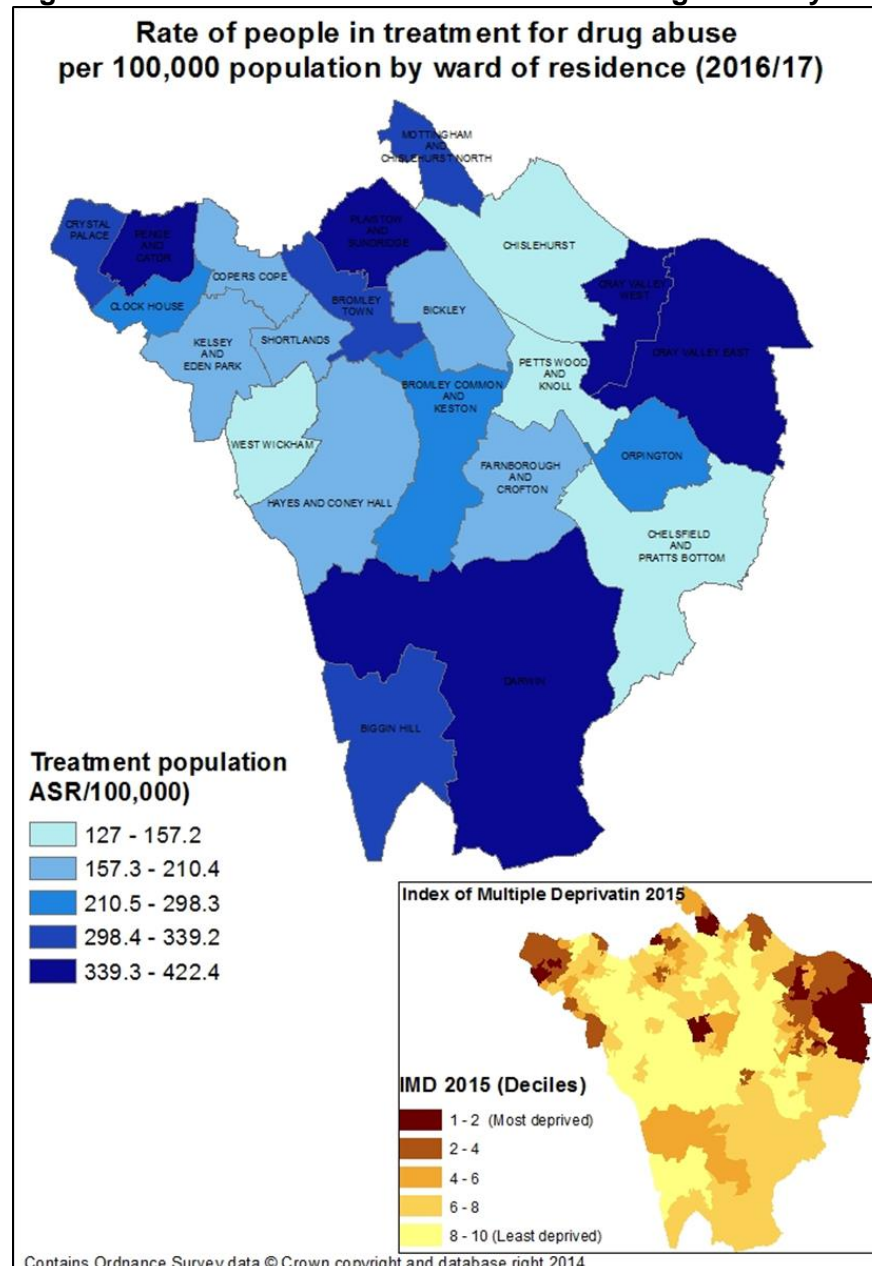 Rate of people in treatment for drug abuse
per 100,000 population by ward of residence (2016/17)
MOTTINGHAM
AND
CHISLEHURST NORTH
CRYSTAL
PALACE
PENGE
AND
CATOR
PLAISTOW
AND
SUNDRIDGE
CHISLEHURST
COPERS COPE
CRAY VALLEY
WEST
CLOCK HOUSE
BROMLEY
TOWN
BICKLEY
KELSEY
AND
EDEN PARK
SHORTLANDS
CRAY VALLEY EAST
PETTS WOOD
AND
KNOLL
BROMLEY COMMON
AND
KESTON
WEST WICKHAM
FARNBOROUGH
AND
CROFTON
ORPINGTON
HAYES AND CONEY HALL
CHELSFIELD
AND
PRATTS BOTTOM
DARWIN
BIGGIN HILL
Treatment population
ASR/100,000)
127 - 157.2
157.3 - 210.4
210.5 - 298.3
298.4 - 339.2
339.3 - 422.4
Index of Multiple Deprivatin 2015
IMD 2015 (Deciles)
1 - 2 (Most deprived)
2 - 4
4 - 6
6 - 8
8 - 10 (Least deprived)
Contains Ordnance Survey data © Crown copyright and database right 2014